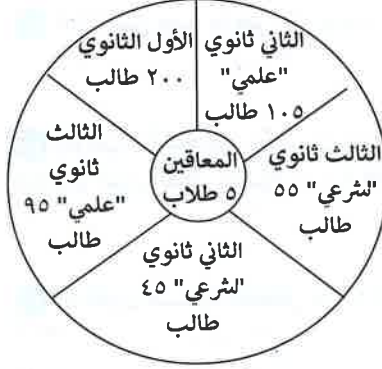 الأول الثانوي
٢٠٠ طالب
الثاني ثانوي
"علمي"
١٠٥ طالب
الثالث ثانوي
"شرعي" ٥٥
طالب
الثاني ثانوي
"شرعي" ٤٥
طالب
الثالث
ثانوي
"علمي" ٩٥
طالب
المعاقين
٥ طلاب